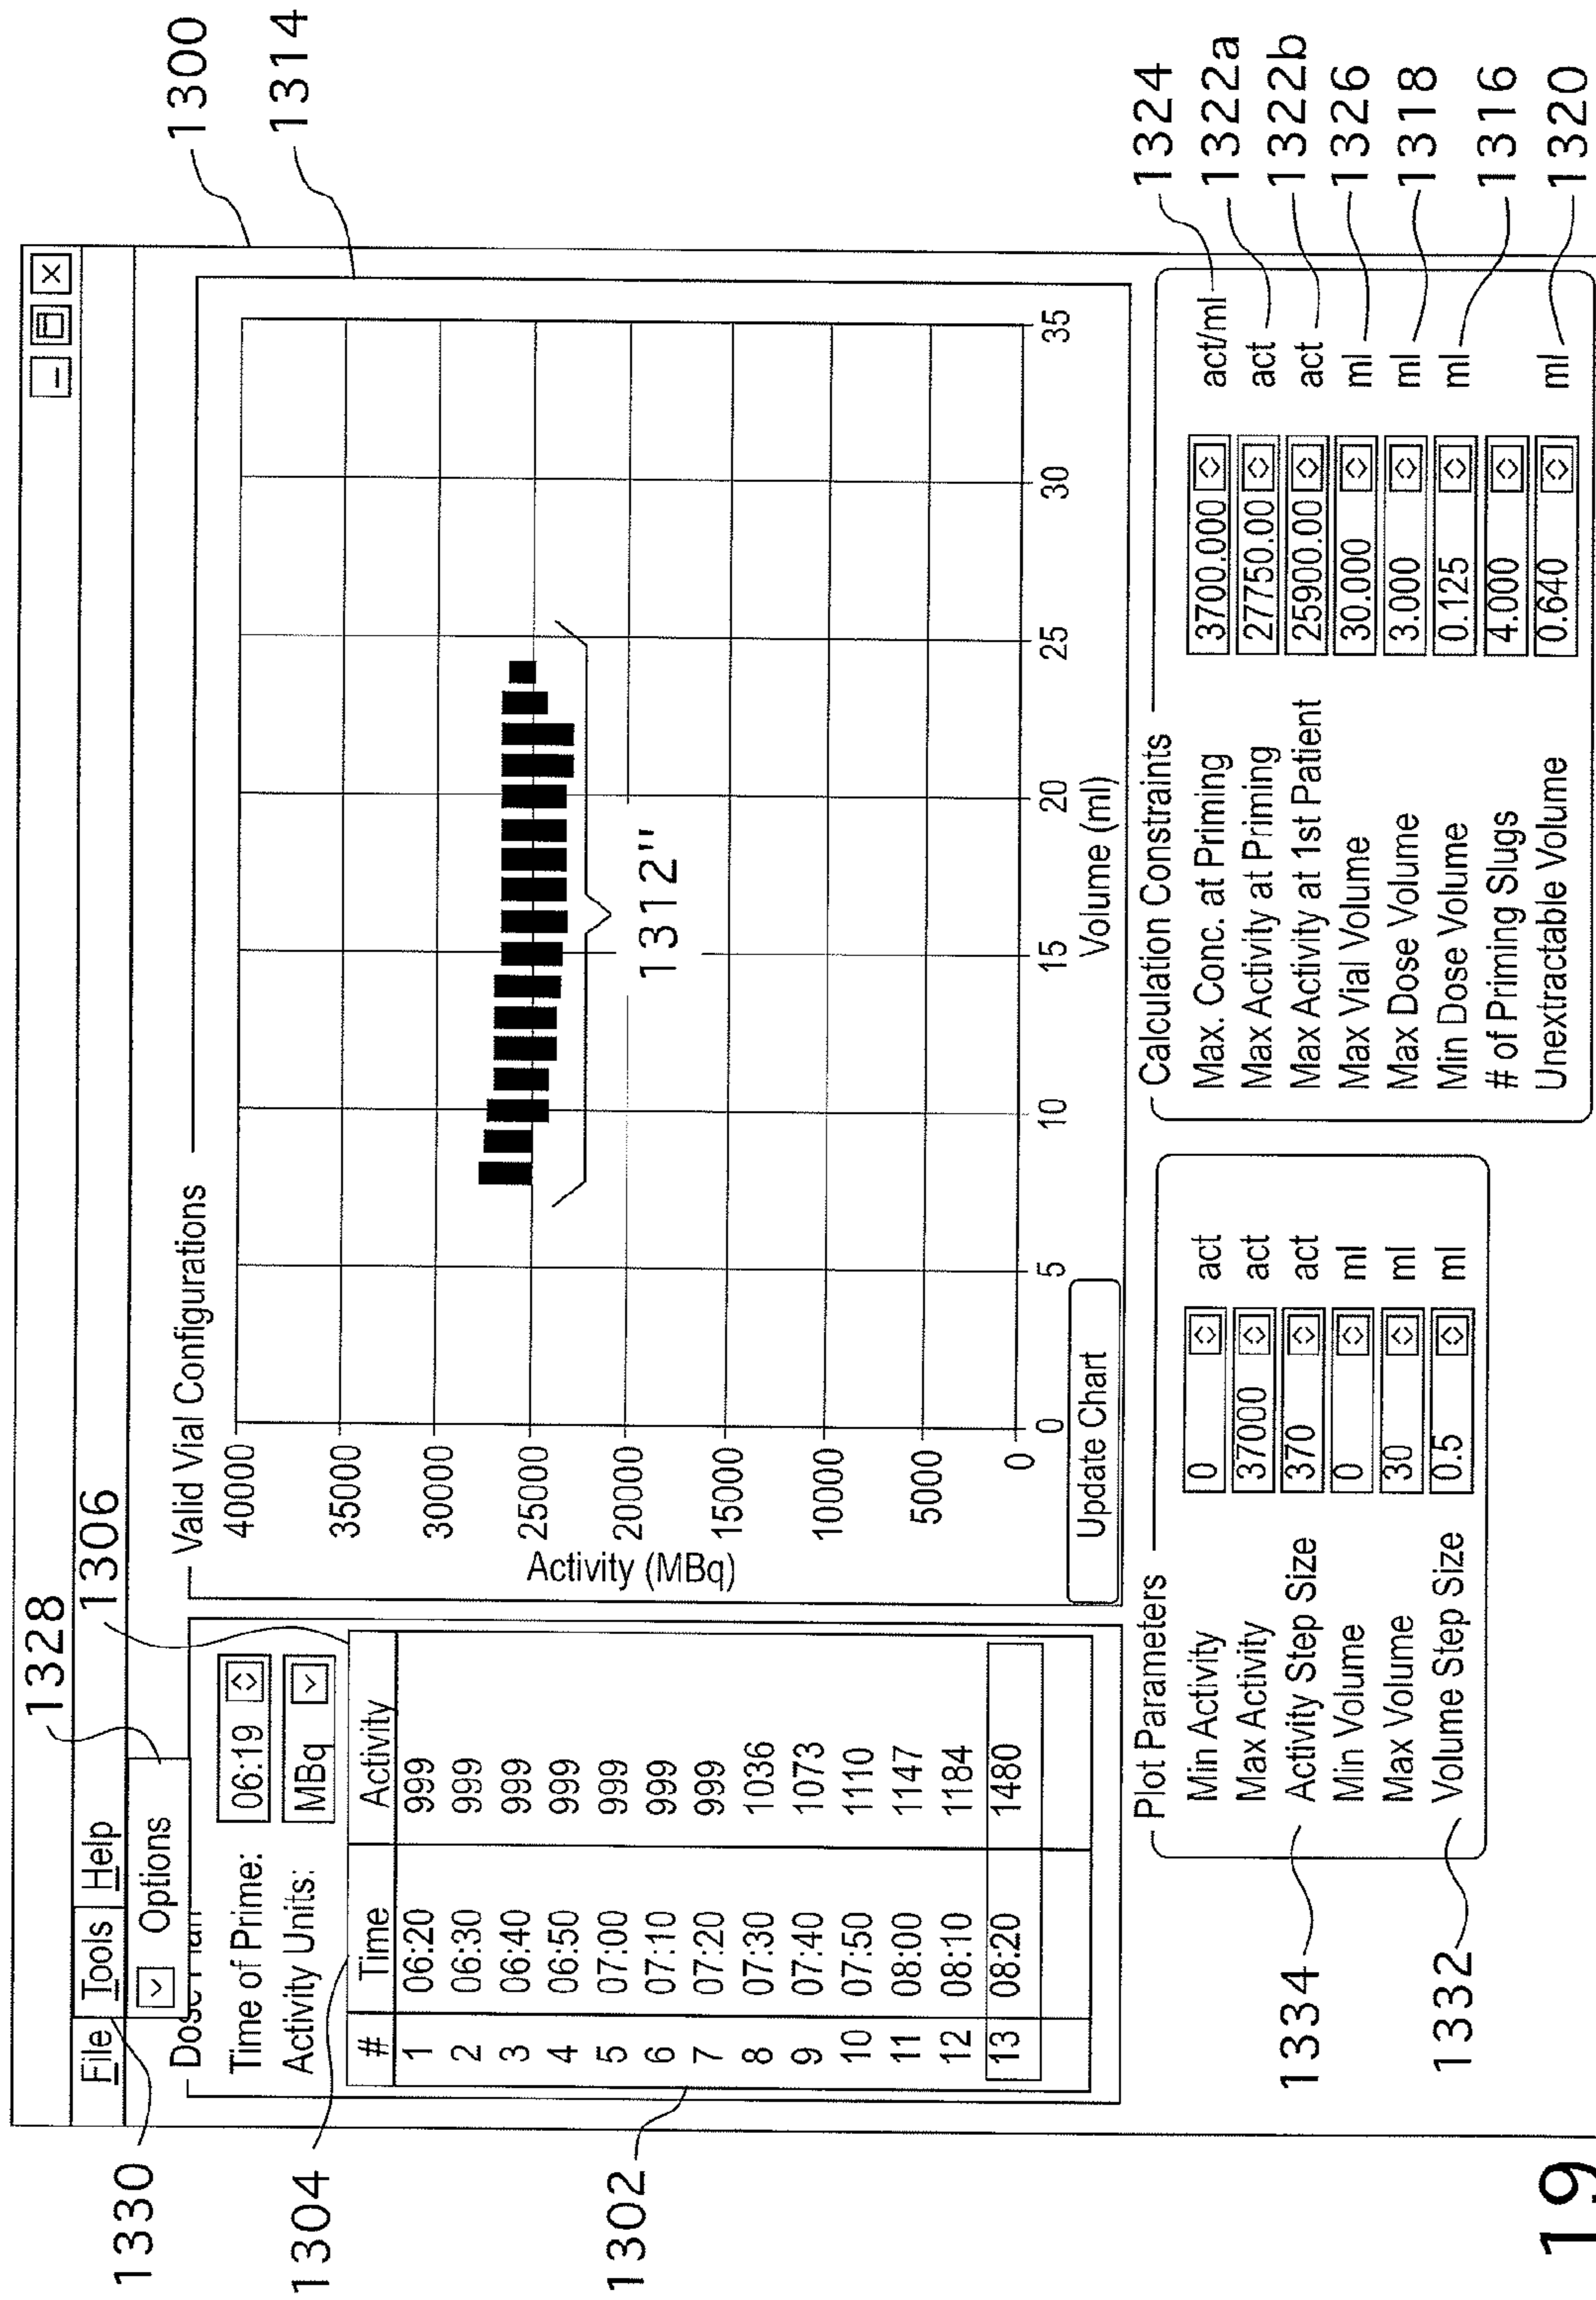 1328
1306
1330
1304
1302
1300
1314
File Tools Help
Options
Dose Plan
Time of Prime: 06:19
Activity Units: MBq
# Time Activity
1 06:20 999
2 06:30 999
3 06:40 999
4 06:50 999
5 07:00 999
6 07:10 999
7 07:20 999
8 07:30 1036
9 07:40 1073
10 07:50 1110
11 08:00 1147
12 08:10 1184
13 08:20 1480
Valid Vial Configurations
Activity (MBq)
40000
35000
30000
25000
20000
15000
10000
5000
0
1312"
0 5 10 15 20 25 30 35
Volume (ml)
Update Chart
Plot Parameters
Min Activity 0 act
Max Activity 37000 act
Activity Step Size 370 act
Min Volume 0 ml
Max Volume 30 ml
Volume Step Size 0.5 ml
1334
1332
Calculation Constraints
Max. Conc. at Priming 3700.000 act/ml 1324
Max Activity at Priming 27750.00 act 1322a
Max Activity at 1st Patient 25900.00 act 1322b
Max Vial Volume 30.000 ml 1326
Max Dose Volume 3.000 ml 1318
Min Dose Volume 0.125 ml 1316
# of Priming Slugs 4.000
Unextractable Volume 0.640 ml 1320
19